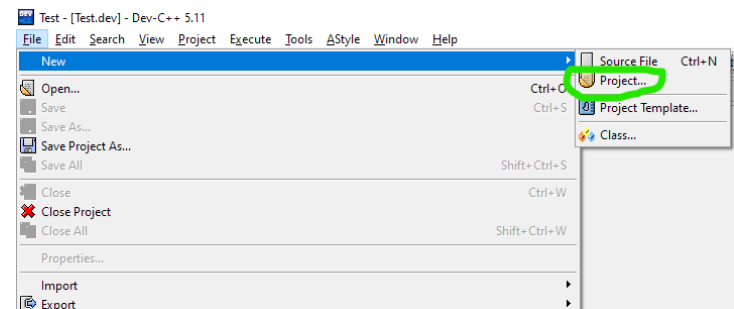 Test - [Test.dev] - Dev-C++ 5.11
File Edit Search View Project Execute Tools AStyle Window Help
New
Source File Ctrl+N
Project...
Open... Ctrl+O
Save Ctrl+S
Project Template...
Save As...
Class...
Save Project As...
Save All Shift+Ctrl+S
Close Ctrl+W
Close Project
Close All Shift+Ctrl+W
Properties...
Import
Export